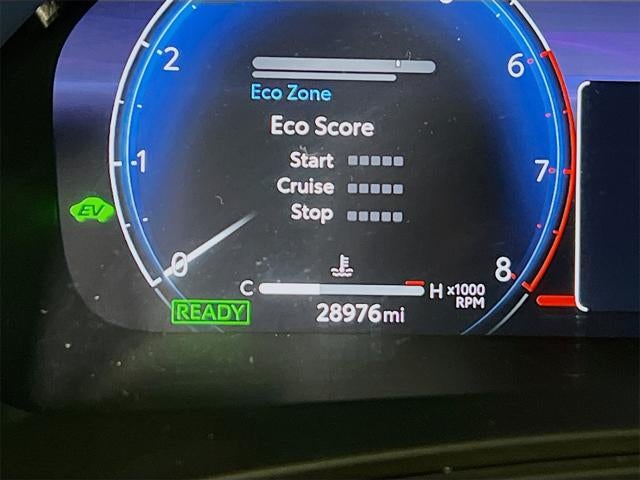 2
6
Eco Zone
Eco Score
1
Start
7
Cruise
EV
Stop
0
8
C
H
x1000
RPM
READY
28976mi